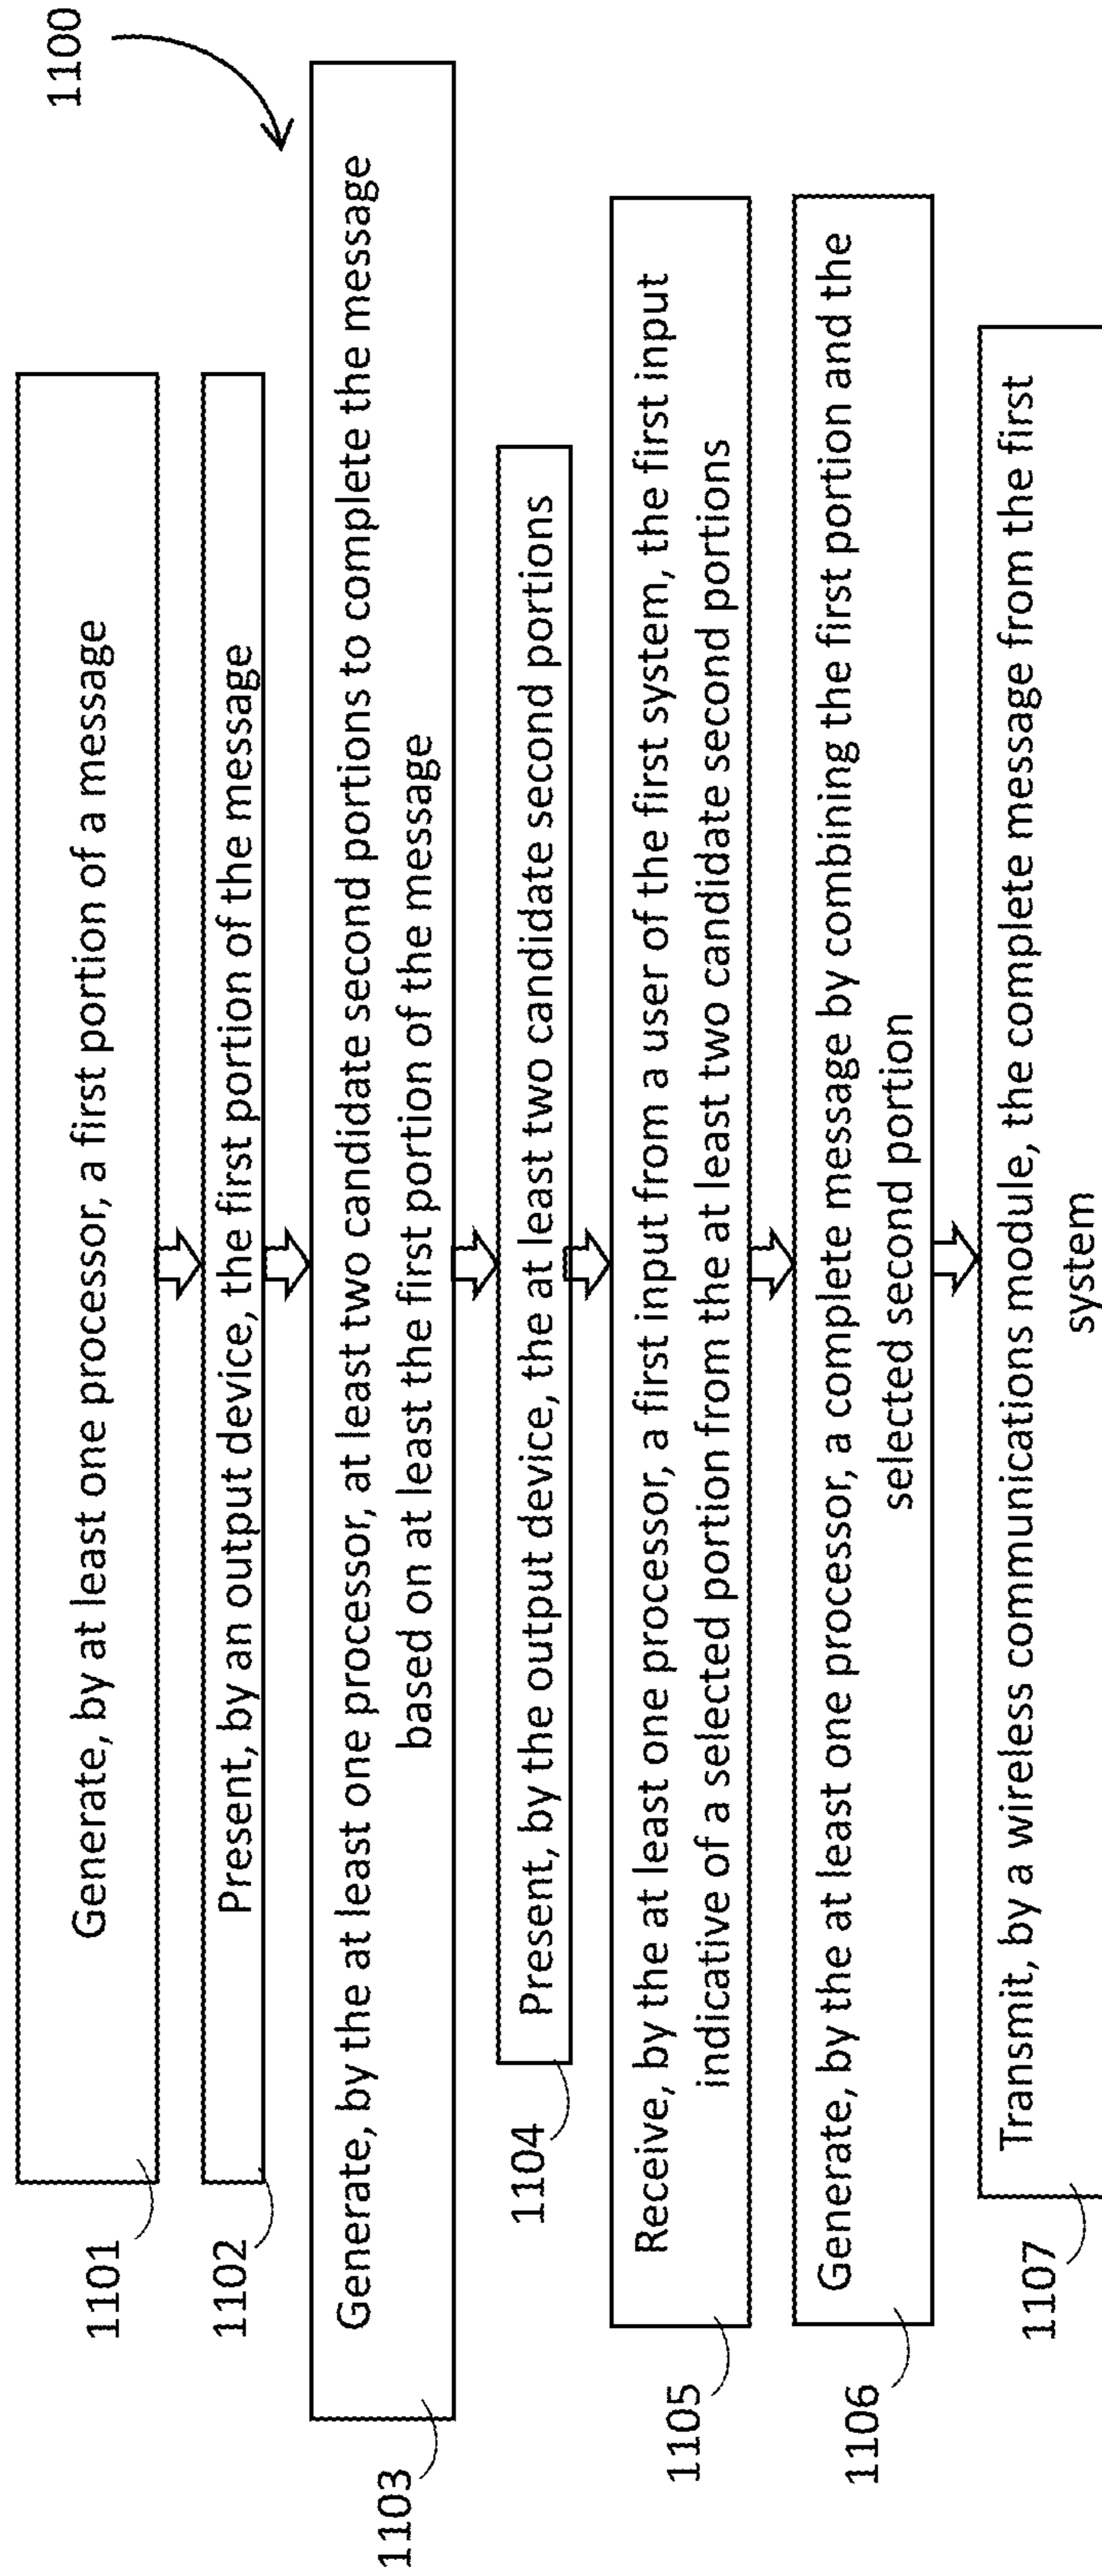 1100
1101
Generate, by at least one processor, a first portion of a message
1102
Present, by an output device, the first portion of the message
1103
Generate, by the at least one processor, at least two candidate second portions to complete the message
based on at least the first portion of the message
1104
Present, by the output device, the at least two candidate second portions
1105
Receive, by the at least one processor, a first input from a user of the first system, the first input
indicative of a selected portion from the at least two candidate second portions
1106
Generate, by the at least one processor, a complete message by combining the first portion and the
selected second portion
1107
Transmit, by a wireless communications module, the complete message from the first
system